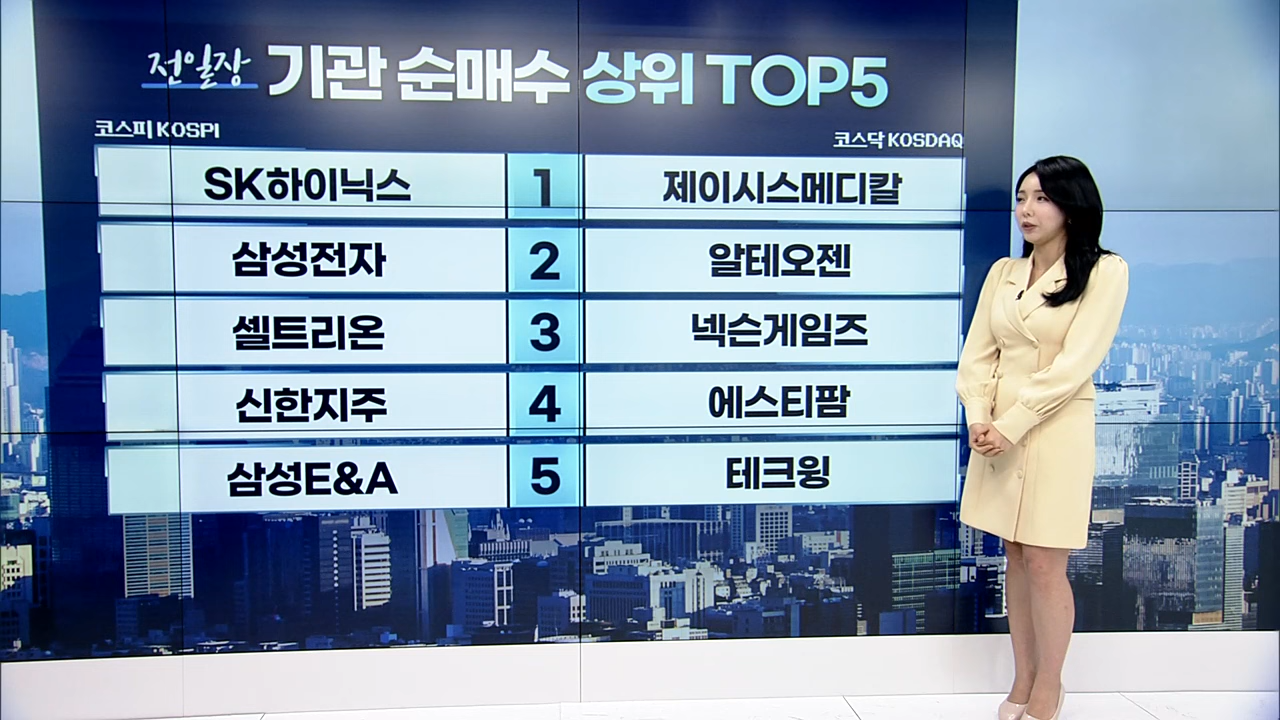 전일장 기관 순매수 상위 TOP5
코스피 KOSPI
코스닥 KOSDAQ
SK하이닉스 1 제이시스메디칼
삼성전자 2 알테오젠
셀트리온 3 넥슨게임즈
신한지주 4 에스티팜
삼성E&A 5 테크윙